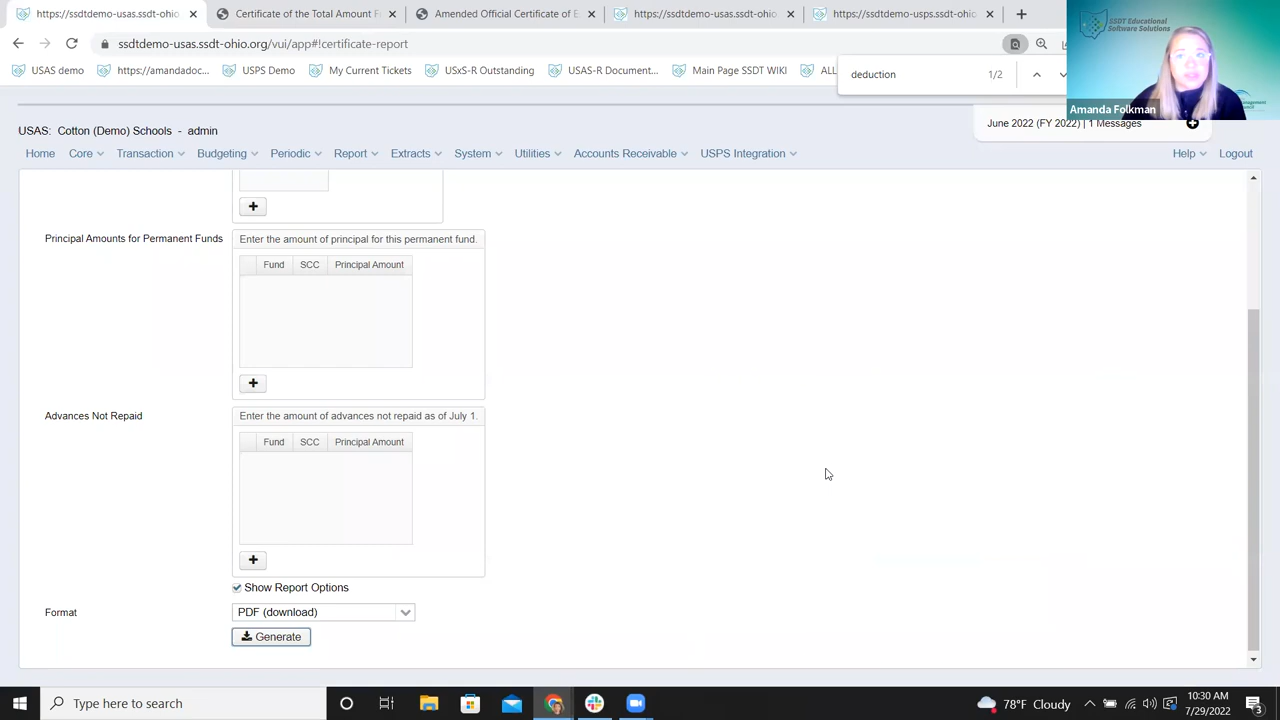 https://ssdtdemo-usas.ssdt-ohio
Certificate of the Total Amount F
Amended Official Certificate of E
https://ssdtdemo-usas.ssdt-ohio.
https://ssdtdemo-usps.ssdt-ohio.
ssdtdemo-usas.ssdt-ohio.org/vui/app#!certificate-report
USAS demo
https://amandadoc...
USPS Demo
My Current Tickets
USxS-R Outstanding
USAS-R Document...
Main Page SSDT WIKI
ALL
deduction
1/2
SSDT Educational
Software Solutions
Amanda Folkman
USAS: Cotton (Demo) Schools - admin
June 2022 (FY 2022) | 1 Messages
Home
Core
Transaction
Budgeting
Periodic
Report
Extracts
System
Utilities
Accounts Receivable
USPS Integration
Help
Logout
Principal Amounts for Permanent Funds
Enter the amount of principal for this permanent fund.
Fund SCC Principal Amount
Advances Not Repaid
Enter the amount of advances not repaid as of July 1.
Fund SCC Principal Amount
Show Report Options
Format
PDF (download)
Generate
Type here to search
78°F Cloudy
10:30 AM
7/29/2022
3